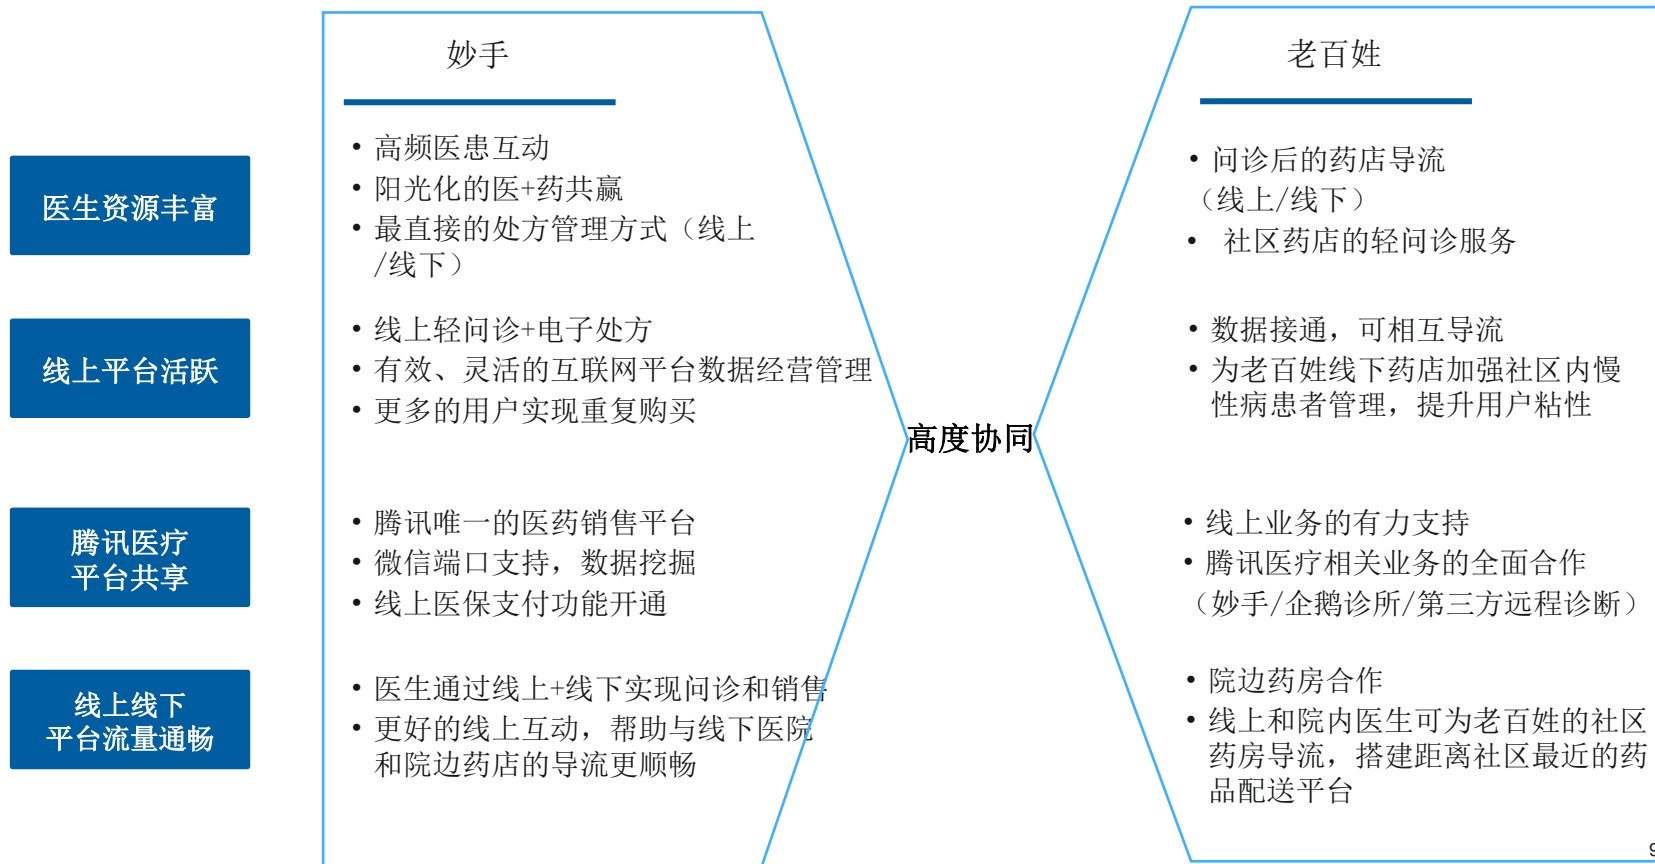 妙手
老百姓
医生资源丰富
• 高频医患互动
• 阳光化的医+药共赢
• 最直接的处方管理方式（线上
/线下）
• 问诊后的药店导流
（线上/线下）
• 社区药店的轻问诊服务
线上平台活跃
• 线上轻问诊+电子处方
• 有效、灵活的互联网平台数据经营管理
• 更多的用户实现重复购买
• 数据接通，可相互导流
• 为老百姓线下药店加强社区内慢
性病患者管理，提升用户粘性
高度协同
腾讯医疗
平台共享
• 腾讯唯一的医药销售平台
• 微信端口支持，数据挖掘
• 线上医保支付功能开通
• 线上业务的有力支持
• 腾讯医疗相关业务的全面合作
（妙手/企鹅诊所/第三方远程诊断）
线上线下
平台流量通畅
• 医生通过线上+线下实现问诊和销售
• 更好的线上互动，帮助与线下医院
和院边药店的导流更顺畅
• 院边药房合作
• 线上和院内医生可为老百姓的社区
药房导流，搭建距离社区最近的药
品配送平台
9